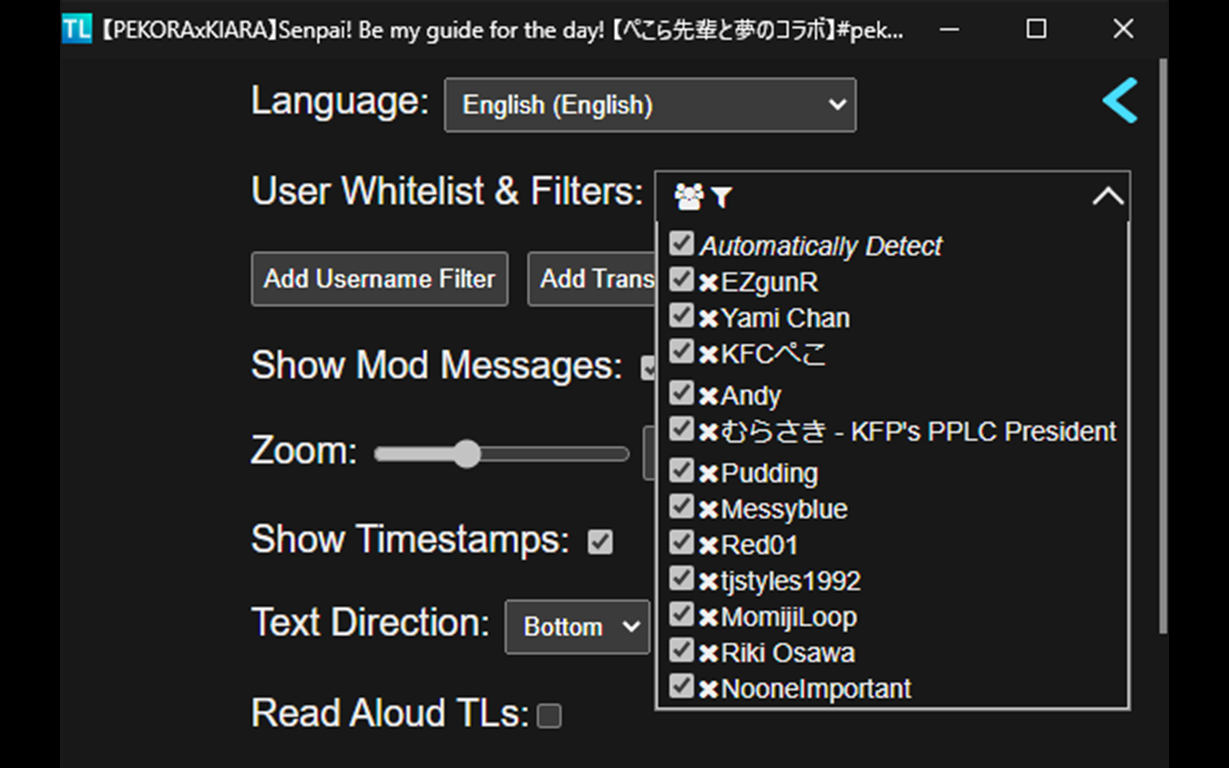 TL 【PEKORAxKIARA】Senpai! Be my guide for the day! 【ぺこら先輩と夢のコラボ】#pek...
Language: English (English)
User Whitelist & Filters:
Automatically Detect
EZgunR
Yami Chan
KFCぺこ
Andy
むらさき - KFP's PPLC President
Pudding
Messyblue
Red01
tjstyles1992
MomijiLoop
Riki Osawa
NooneImportant
Add Username Filter Add Trans
Show Mod Messages:
Zoom:
Show Timestamps:
Text Direction: Bottom
Read Aloud TLs: